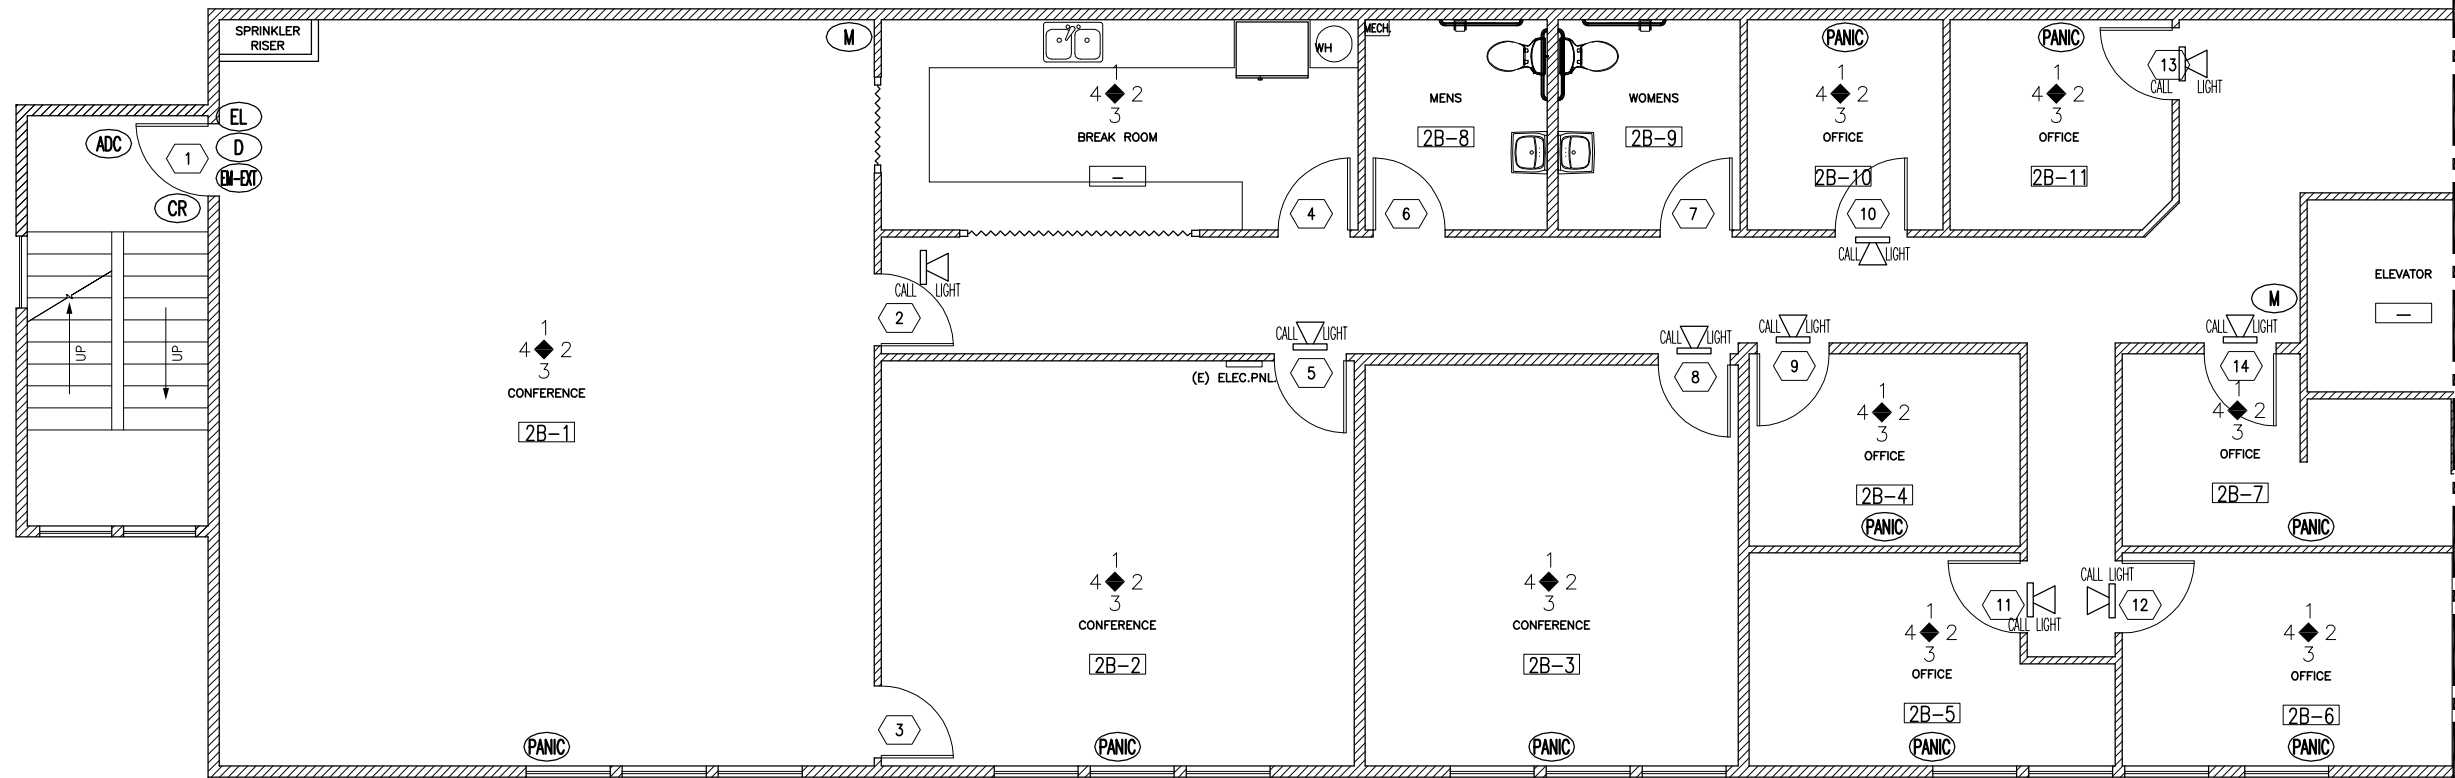 SPRINKLER
RISER
M
ADC
1
EL
D
EM-EXT
CR
UP
UP
1
4 2
3
CONFERENCE
2B-1
PANIC
1
4 2
3
BREAK ROOM
–
WH
MECH.
4
CALL LIGHT
2
3
MENS
2B-8
6
WOMENS
2B-9
7
PANIC
1
4 2
3
OFFICE
2B-10
10
CALL LIGHT
PANIC
1
4 2
3
OFFICE
2B-11
13
CALL LIGHT
ELEVATOR
–
M
(E) ELEC.PNL.
CALL LIGHT
5
1
4 2
3
CONFERENCE
2B-2
PANIC
CALL LIGHT
8
1
4 2
3
CONFERENCE
2B-3
PANIC
CALL LIGHT
9
1
4 2
3
OFFICE
2B-4
PANIC
CALL LIGHT
14
1
4 2
3
OFFICE
2B-7
PANIC
11
CALL LIGHT
1
4 2
3
OFFICE
2B-5
PANIC
CALL LIGHT
12
1
4 2
3
OFFICE
2B-6
PANIC